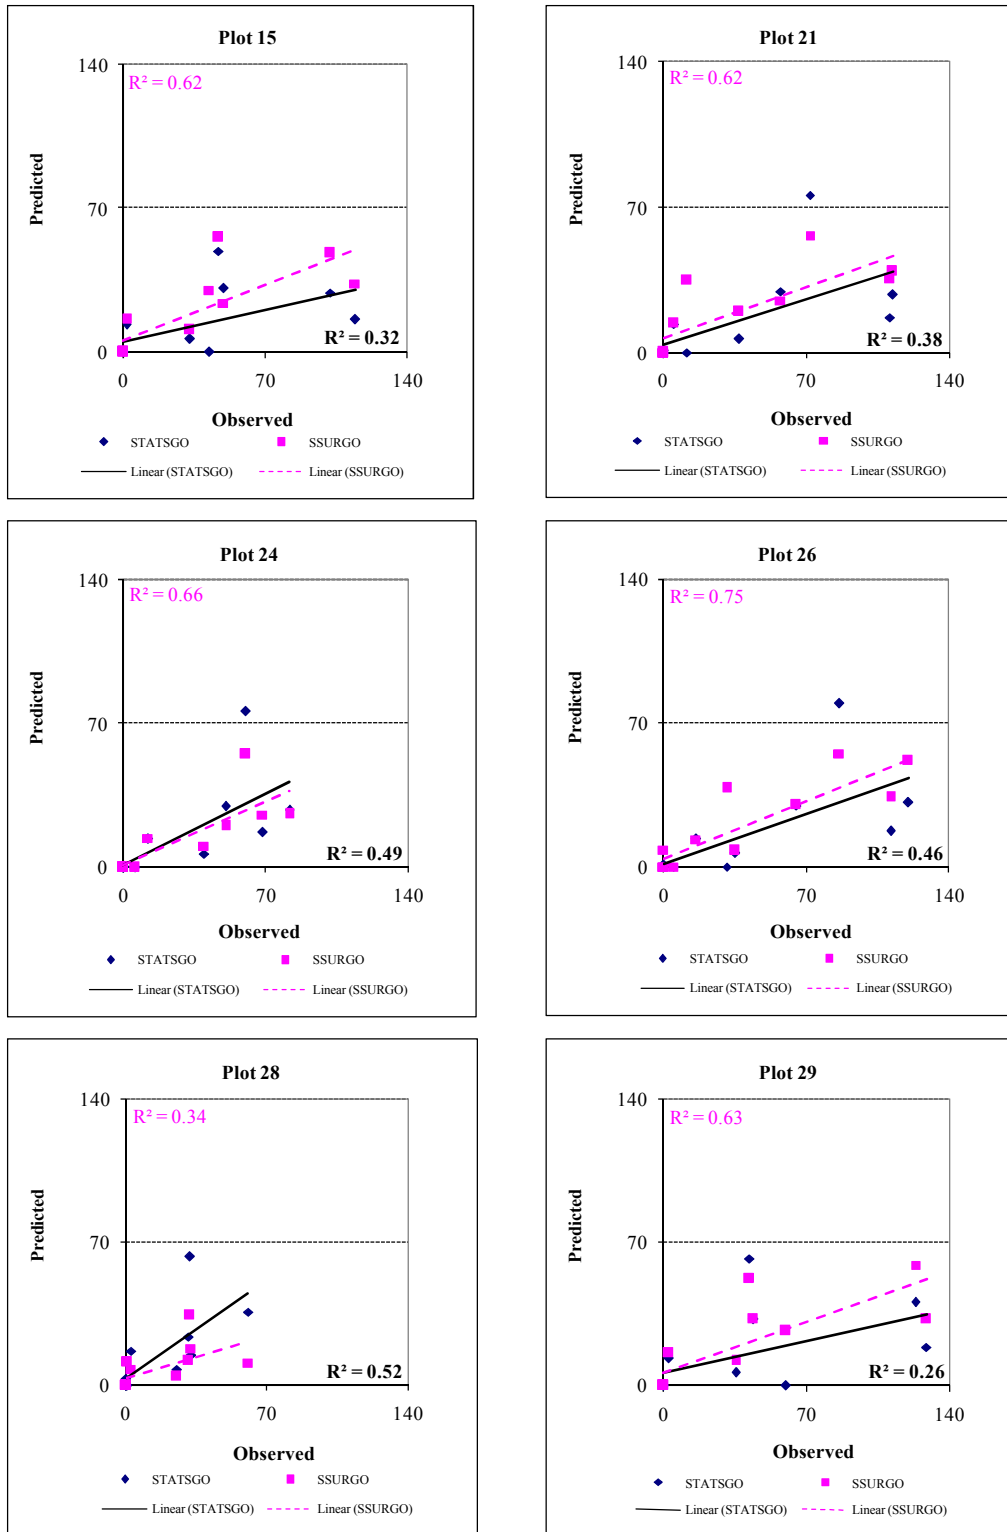 Plot 15
140
R² = 0.62
Predicted
70
R² = 0.32
0
0 70 140
Observed
STATSGO SSURGO
Linear (STATSGO) Linear (SSURGO)
Plot 21
140
R² = 0.62
Predicted
70
R² = 0.38
0
0 70 140
Observed
STATSGO SSURGO
Linear (STATSGO) Linear (SSURGO)
Plot 24
140
R² = 0.66
Predicted
70
R² = 0.49
0
0 70 140
Observed
STATSGO SSURGO
Linear (STATSGO) Linear (SSURGO)
Plot 26
140
R² = 0.75
Predicted
70
R² = 0.46
0
0 70 140
Observed
STATSGO SSURGO
Linear (STATSGO) Linear (SSURGO)
Plot 28
140
R² = 0.34
Predicted
70
R² = 0.52
0
0 70 140
Observed
STATSGO SSURGO
Linear (STATSGO) Linear (SSURGO)
Plot 29
140
R² = 0.63
Predicted
70
R² = 0.26
0
0 70 140
Observed
STATSGO SSURGO
Linear (STATSGO) Linear (SSURGO)